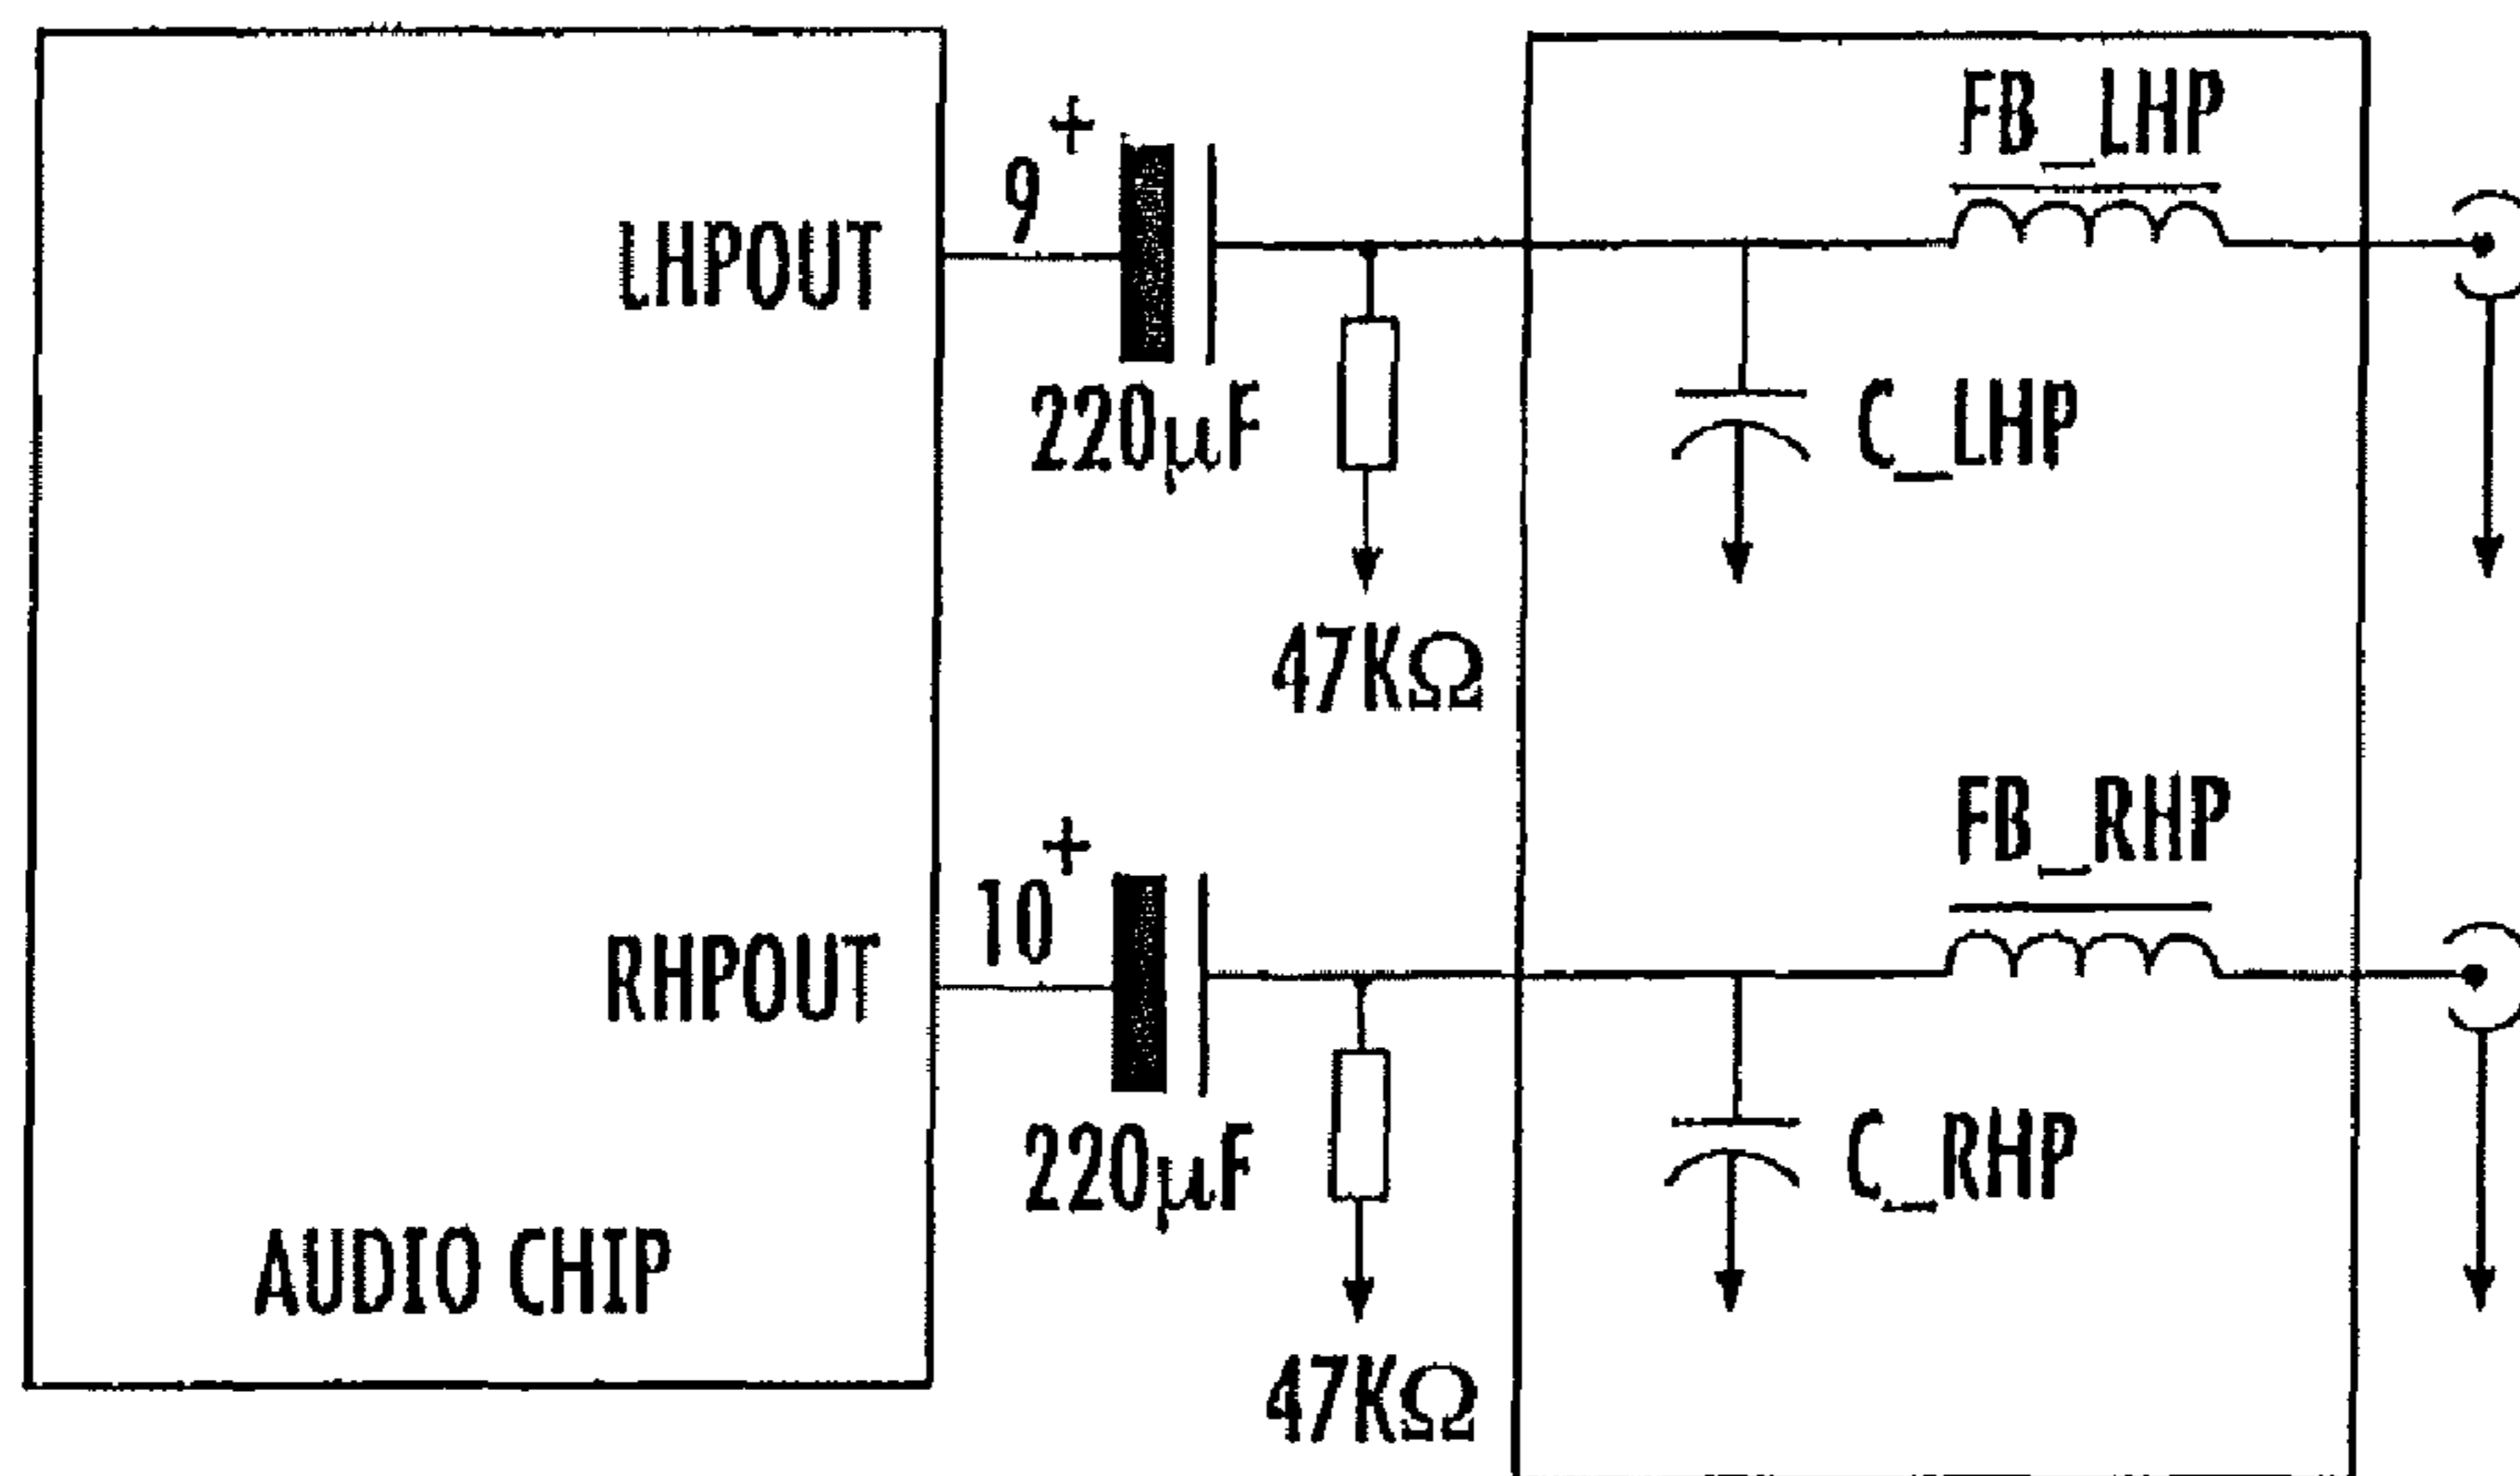 FB_LHP
9
+
LHPOUT
220µF
C_LHP
47KΩ
FB_RHP
10
+
RHPOUT
220µF
C_RHP
AUDIO CHIP
47KΩ